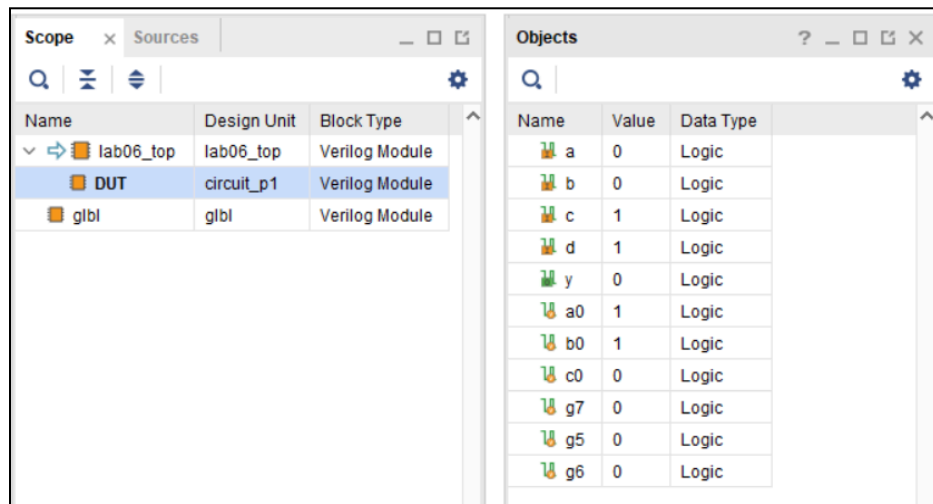 Scope × Sources
Name Design Unit Block Type
lab06_top lab06_top Verilog Module
DUT circuit_p1 Verilog Module
glbl glbl Verilog Module
Objects ?
Name Value Data Type
a 0 Logic
b 0 Logic
c 1 Logic
d 1 Logic
y 0 Logic
a0 1 Logic
b0 1 Logic
c0 0 Logic
g7 0 Logic
g5 0 Logic
g6 0 Logic